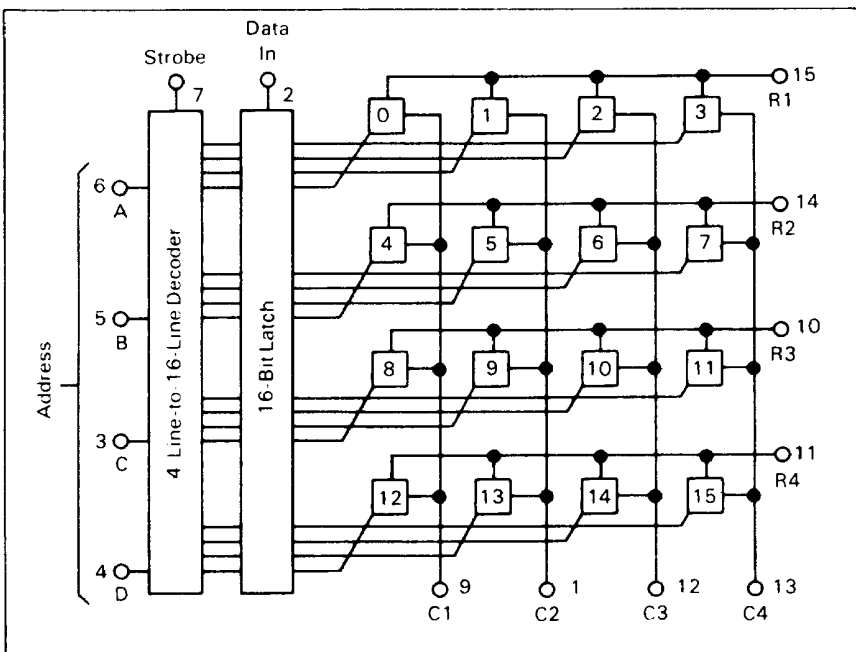 Strobe
7
Data
In
2
0
1
2
3
15
R1
6
A
4
5
6
7
14
R2
5
B
Address
4 Line-to-16-Line Decoder
16-Bit Latch
8
9
10
11
10
R3
3
C
12
13
14
15
11
R4
4
D
9
C1
1
C2
12
C3
13
C4